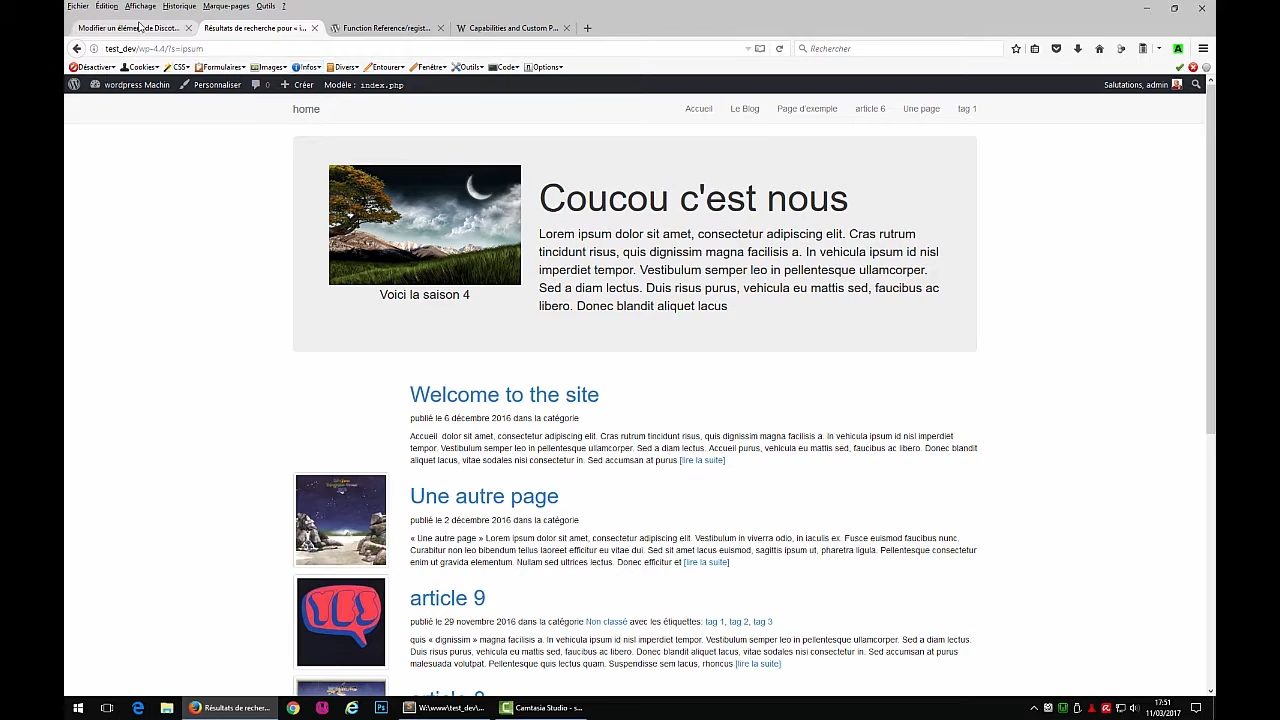 Fichier Édition Affichage Historique Marque-pages Outils ?
Modifier un élément de Discot... Résultats de recherche pour « i... Function Reference/regist... Capabilities and Custom P...
test_dev/wp-4.4/?s=ipsum Rechercher
Désactiver Cookies CSS Formulaires Images Infos Divers Entourer Fenêtre Outils Code Options
wordpress Machin Personnaliser 0 Créer Modèle : index.php Salutations, admin
home Accueil Le Blog Page d'exemple article 6 Une page tag 1
Coucou c'est nous
Lorem ipsum dolor sit amet, consectetur adipiscing elit. Cras rutrum
tincidunt risus, quis dignissim magna facilisis a. In vehicula ipsum id nisl
imperdiet tempor. Vestibulum semper leo in pellentesque ullamcorper.
Sed a diam lectus. Duis risus purus, vehicula eu mattis sed, faucibus ac
libero. Donec blandit aliquet lacus
Voici la saison 4
Welcome to the site
publié le 6 décembre 2016 dans la catégorie
Accueil dolor sit amet, consectetur adipiscing elit. Cras rutrum tincidunt risus, quis dignissim magna facilisis a. In vehicula ipsum id nisl imperdiet
tempor. Vestibulum semper leo in pellentesque ullamcorper. Sed a diam lectus. Accueil purus, vehicula eu mattis sed, faucibus ac libero. Donec blandit
aliquet lacus, vitae sodales nisi consectetur in. Sed accumsan at purus [lire la suite]
Une autre page
publié le 2 décembre 2016 dans la catégorie
« Une autre page » Lorem ipsum dolor sit amet, consectetur adipiscing elit. Vestibulum in viverra odio, in iaculis ex. Fusce euismod faucibus nunc.
Curabitur non leo bibendum tellus laoreet efficitur eu vitae dui. Sed sit amet lacus euismod, sagittis ipsum ut, pharetra ligula. Pellentesque consectetur
enim ut gravida elementum. Nullam sed ultrices lectus. Donec efficitur et [lire la suite]
YES
article 9
publié le 29 novembre 2016 dans la catégorie Non classé avec les étiquettes: tag 1, tag 2, tag 3
quis « dignissim » magna facilisis a. In vehicula ipsum id nisl imperdiet tempor. Vestibulum semper leo in pellentesque ullamcorper. Sed a diam lectus.
Duis risus purus, vehicula eu mattis sed, faucibus ac libero. Donec blandit aliquet lacus, vitae sodales nisi consectetur in. Sed accumsan at purus
malesuada volutpat. Pellentesque quis lectus quam. Suspendisse sem lacus, rhoncus [lire la suite]
Résultats de recher... W:\www\test_dev\... Camtasia Studio - s...
17:51
11/03/2017